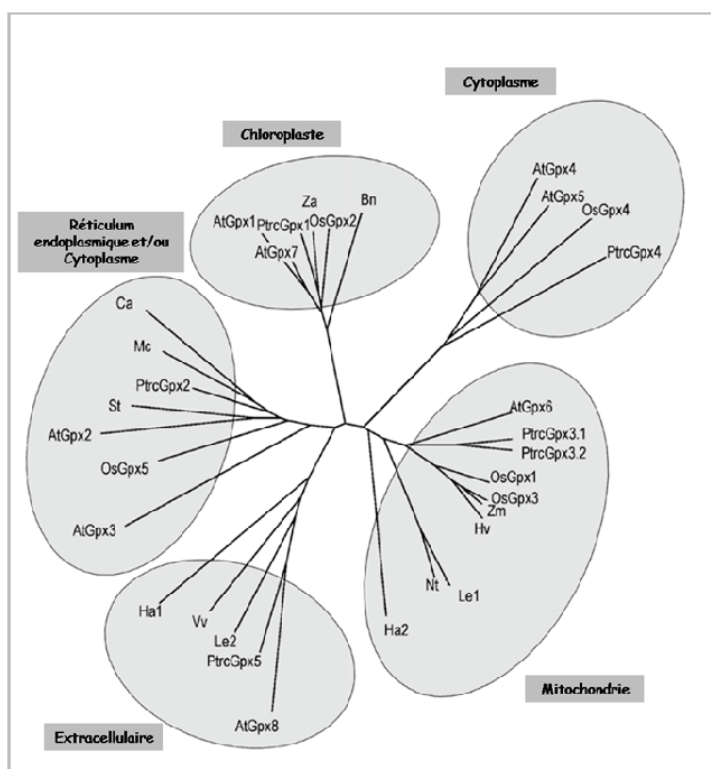 Cytoplasme
AtGpx4
AtGpx5
OsGpx4
PtrcGpx4
Chloroplaste
Za
Bn
AtGpx1
PtrcGpx1
OsGpx2
AtGpx7
Réticulum
endoplasmique et/ou
Cytoplasme
Ca
Mc
PtrcGpx2
St
AtGpx2
OsGpx5
AtGpx3
AtGpx6
PtrcGpx3.1
PtrcGpx3.2
OsGpx1
OsGpx3
Zm
Hv
Nt
Le1
Ha2
Mitochondrie
Ha1
Vv
Le2
PtrcGpx5
AtGpx8
Extracellulaire